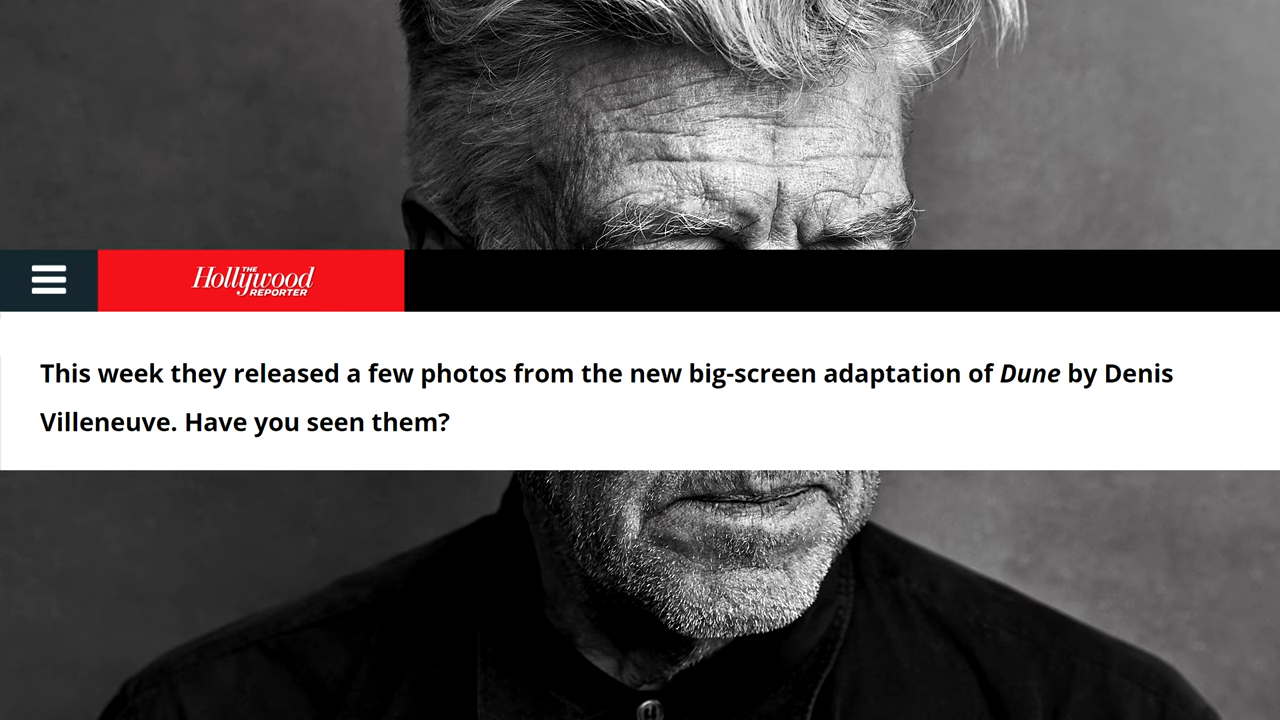 THE
Hollywood
REPORTER
This week they released a few photos from the new big-screen adaptation of Dune by Denis
Villeneuve. Have you seen them?